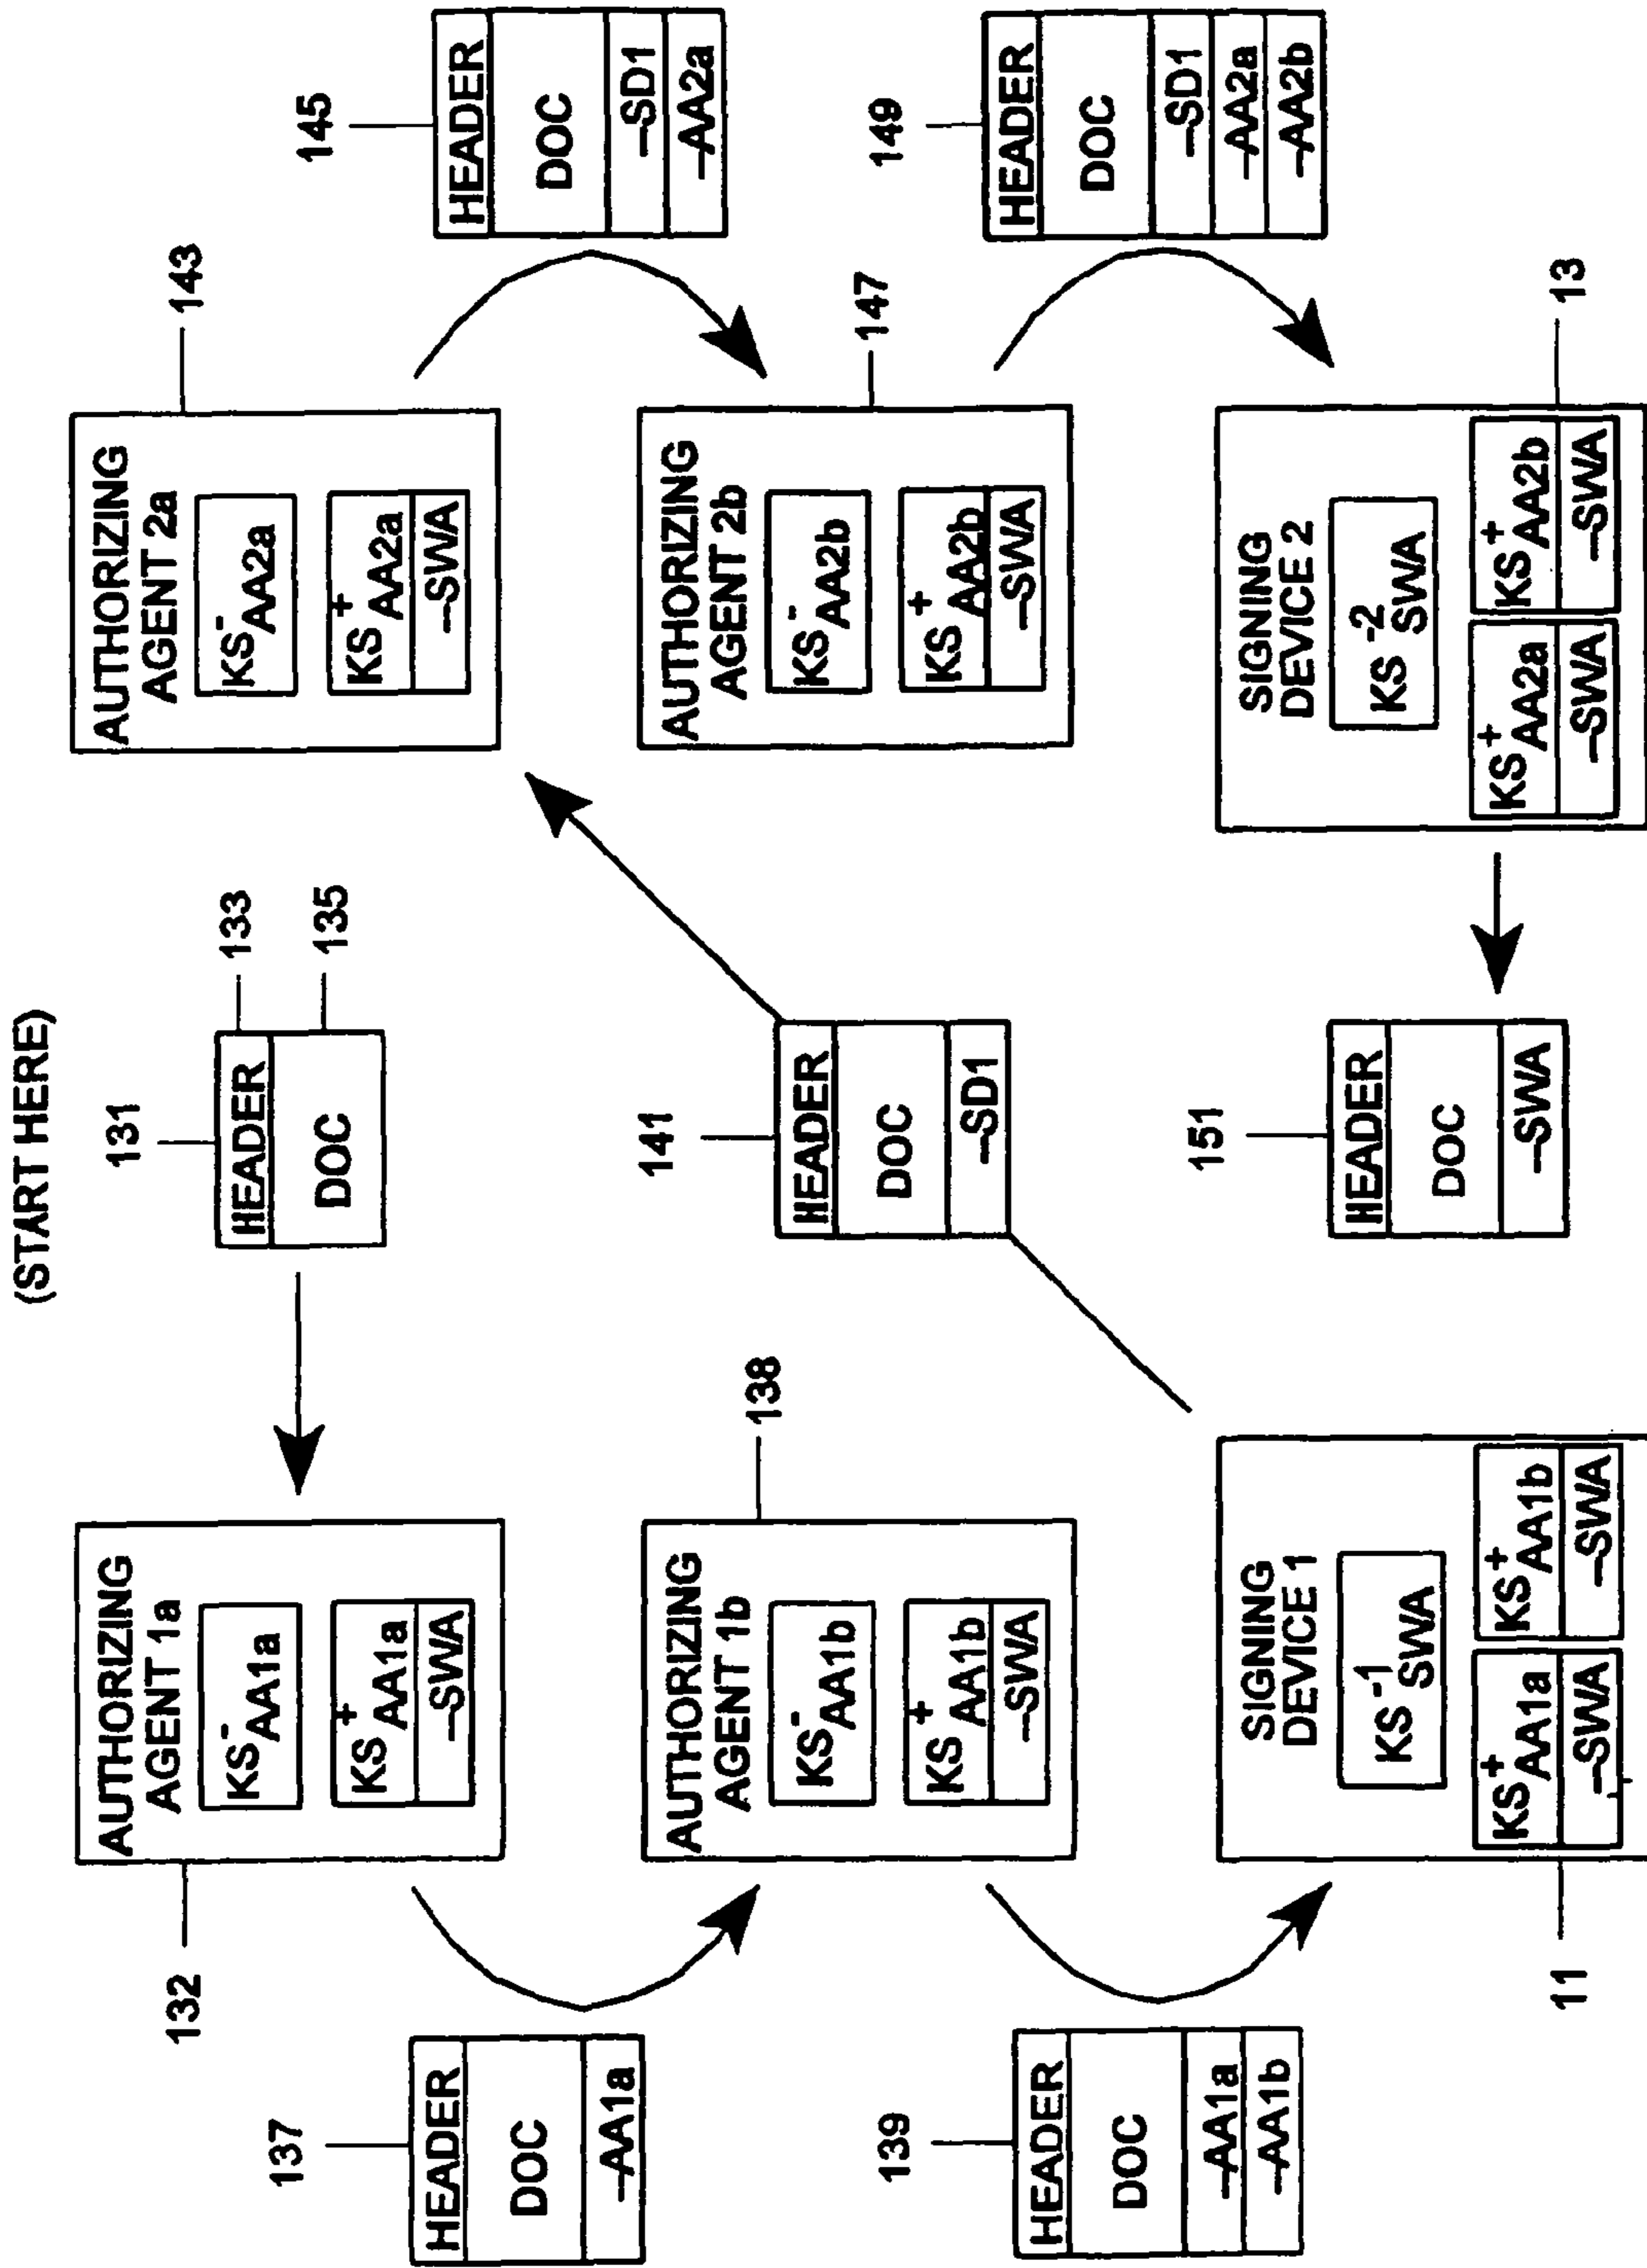 (START HERE)
131
HEADER
133
DOC
135
AUTHORIZING
AGENT 1a
KS⁻AA1a
KS⁺AA1a
–SWA
132
137
HEADER
DOC
–AA1a
AUTHORIZING
AGENT 1b
KS⁻AA1b
KS⁺AA1b
–SWA
138
139
HEADER
DOC
–AA1a
–AA1b
SIGNING
DEVICE 1
KS⁻¹SWA
KS⁺AA1a
–SWA
KS⁺AA1b
–SWA
11
141
HEADER
DOC
–SD1
AUTHORIZING
AGENT 2a
KS⁻AA2a
KS⁺AA2a
–SWA
143
145
HEADER
DOC
–SD1
–AA2a
AUTHORIZING
AGENT 2b
KS⁻AA2b
KS⁺AA2b
–SWA
147
149
HEADER
DOC
–SD1
–AA2a
–AA2b
SIGNING
DEVICE 2
KS⁻²SWA
KS⁺AA2a
–SWA
KS⁺AA2b
–SWA
13
151
HEADER
DOC
–SWA